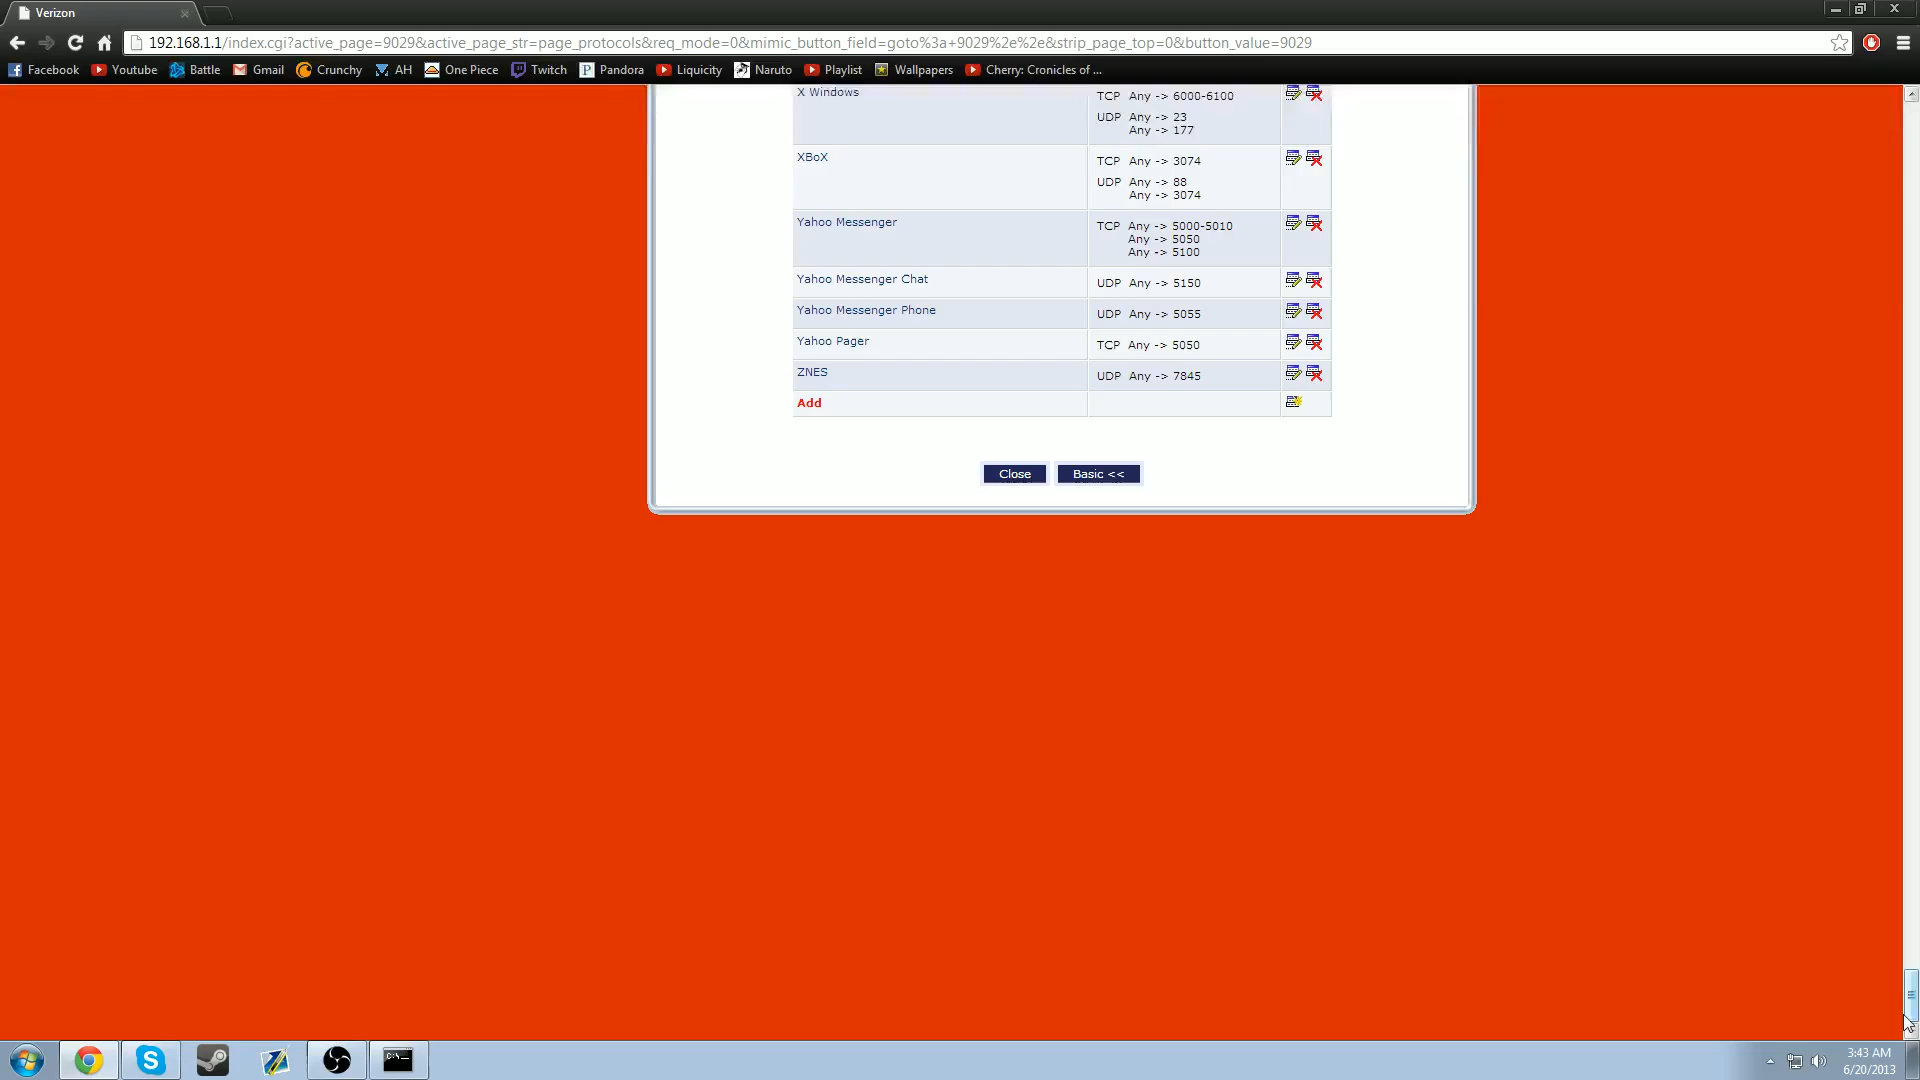 Verizon
192.168.1.1/index.cgi?active_page=9029&active_page_str=page_protocols&req_mode=0&mimic_button_field=goto%3a+9029%2e%2e&strip_page_top=0&button_value=9029
Facebook Youtube Battle Gmail Crunchy AH One Piece Twitch Pandora Liquicity Naruto Playlist Wallpapers Cherry: Cronicles of ...
X Windows TCP Any -> 6000-6100
UDP Any -> 23
Any -> 177
XBoX TCP Any -> 3074
UDP Any -> 88
Any -> 3074
Yahoo Messenger TCP Any -> 5000-5010
Any -> 5050
Any -> 5100
Yahoo Messenger Chat UDP Any -> 5150
Yahoo Messenger Phone UDP Any -> 5055
Yahoo Pager TCP Any -> 5050
ZNES UDP Any -> 7845
Add
Close Basic <<
C:\_
3:43 AM
6/20/2013